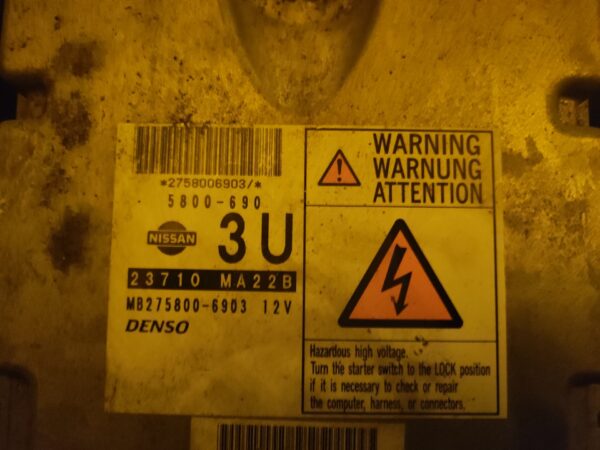 *2758006903/*
5800-690
NISSAN
3U
23710 MA22B
MB275800-6903 12V
DENSO
WARNING
WARNUNG
ATTENTION
Hazardous high voltage.
Turn the starter switch to the LOCK position
if it is necessary to check or repair
the computer, harness, or connectors.